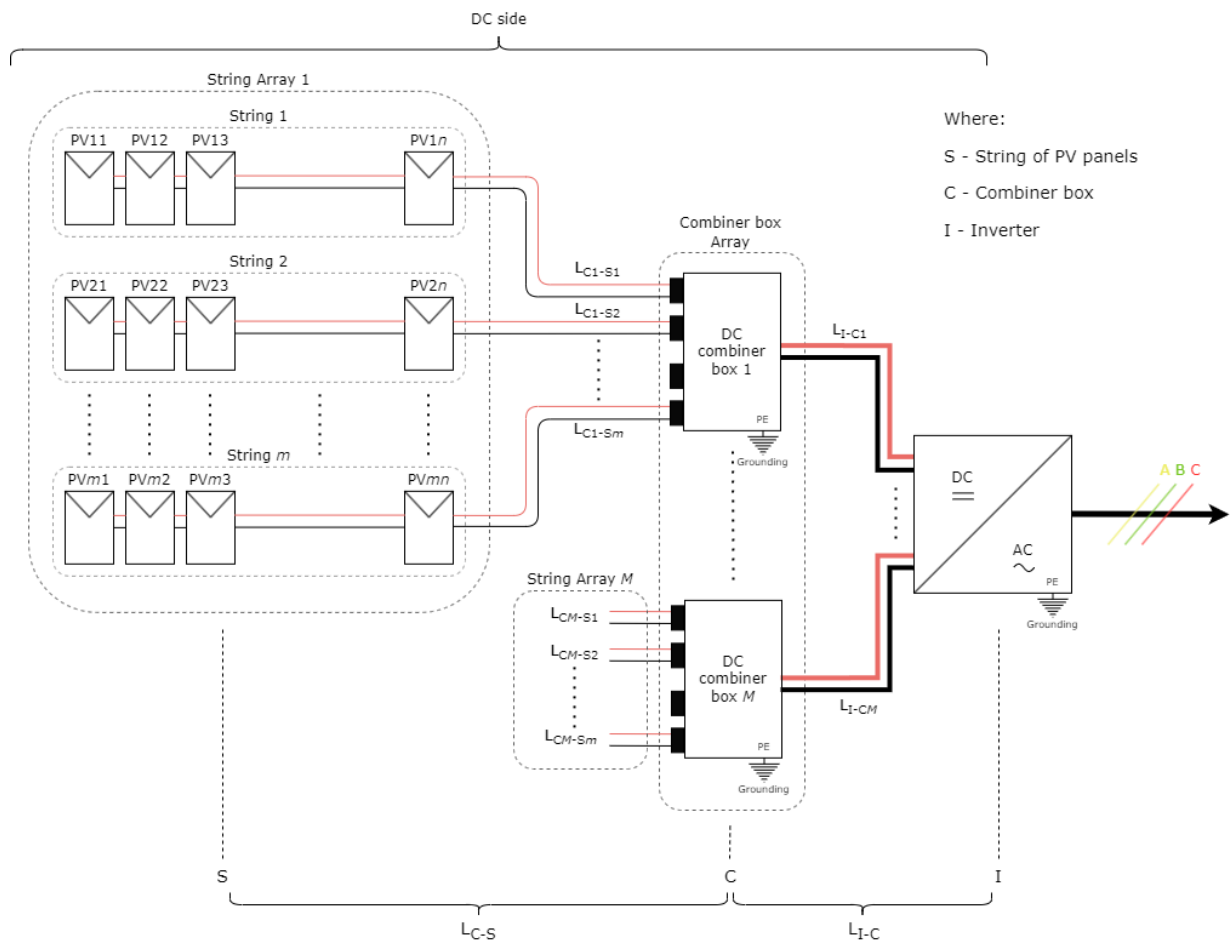 DC side
String Array 1
String 1
PV11 PV12 PV13 PV1n
String 2
PV21 PV22 PV23 PV2n
String m
PVm1 PVm2 PVm3 PVmn
Where:
S - String of PV panels
C - Combiner box
I - Inverter
Combiner box
Array
LC1-S1
LC1-S2
LC1-Sm
DC
combiner
box 1
PE
Grounding
LI-C1
String Array M
LCM-S1
LCM-S2
LCM-Sm
DC
combiner
box M
PE
Grounding
LI-CM
DC
AC
PE
Grounding
A B C
S C I
LC-S LI-C